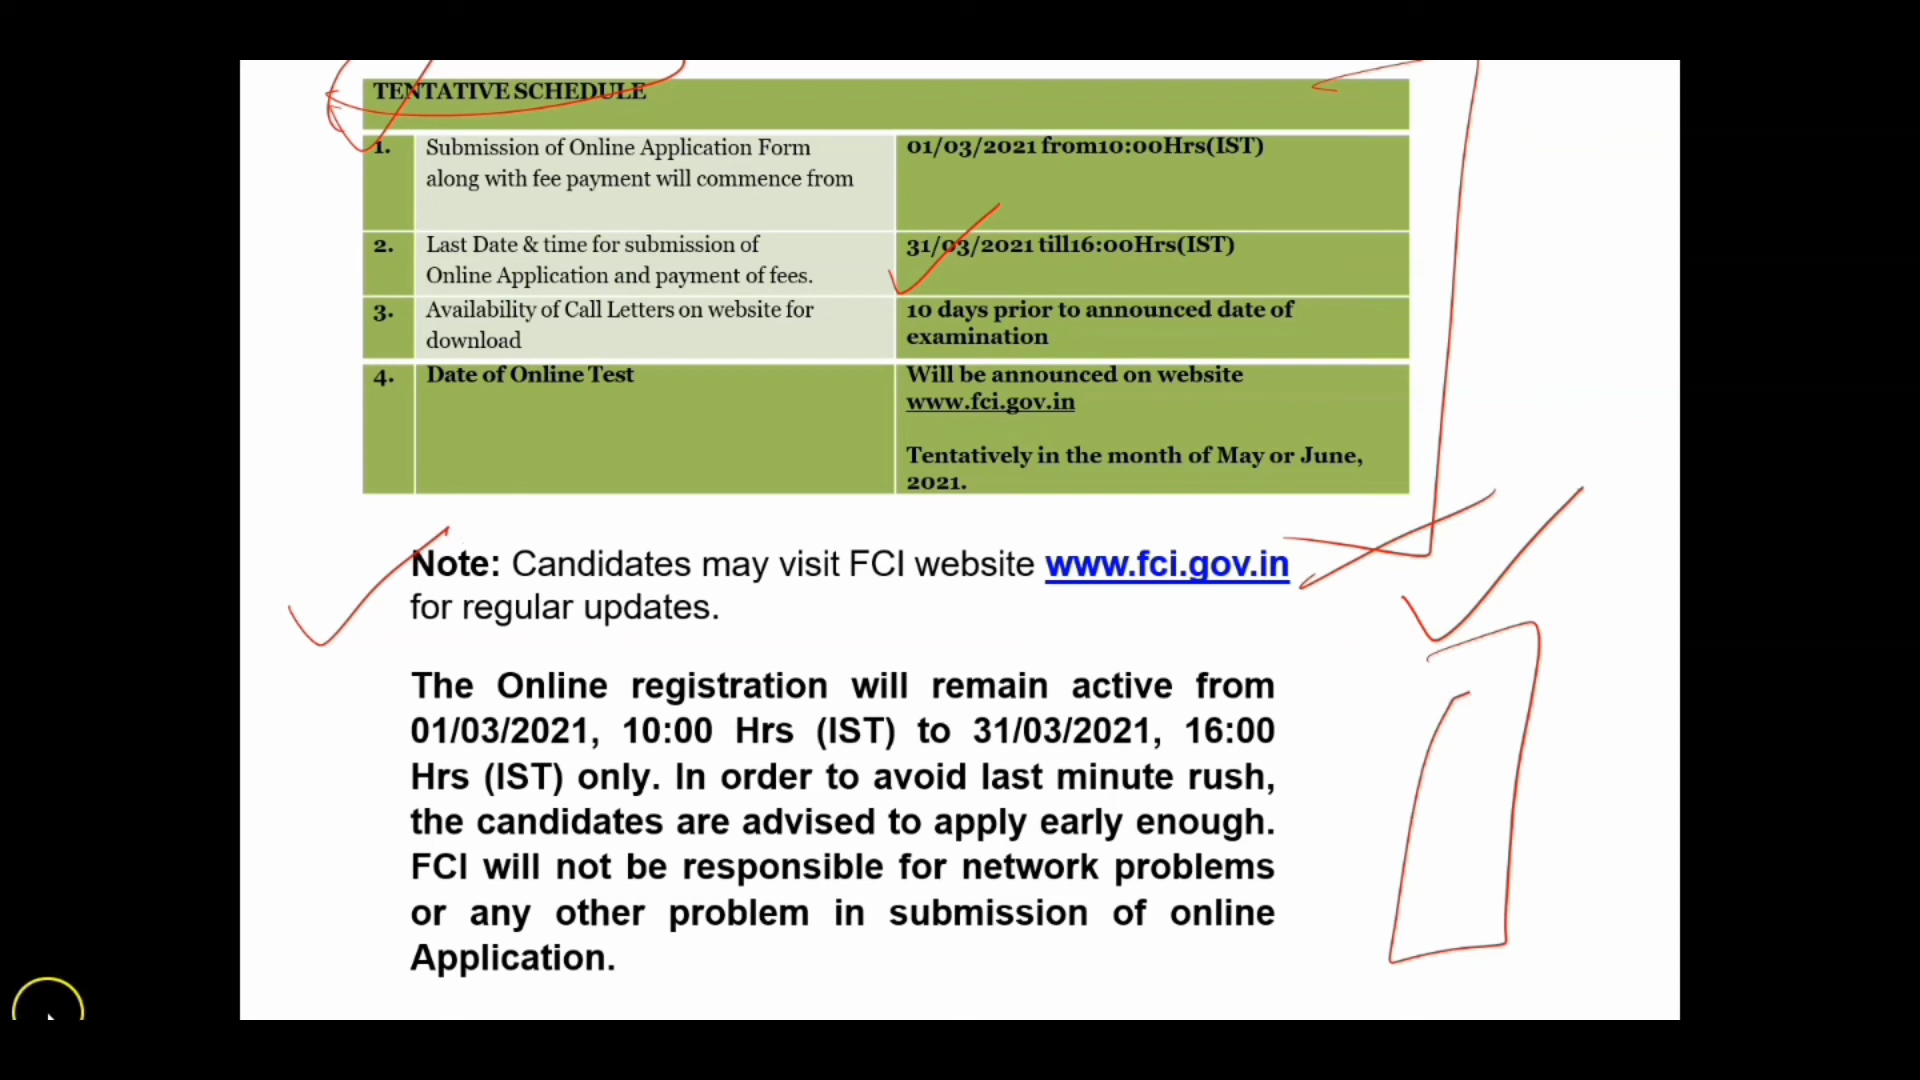 TENTATIVE SCHEDULE
1. Submission of Online Application Form along with fee payment will commence from 01/03/2021 from10:00Hrs(IST)
2. Last Date & time for submission of Online Application and payment of fees. 31/03/2021 till16:00Hrs(IST)
3. Availability of Call Letters on website for download 10 days prior to announced date of examination
4. Date of Online Test Will be announced on website
www.fci.gov.in
Tentatively in the month of May or June,
2021.
Note: Candidates may visit FCI website www.fci.gov.in
for regular updates.
The Online registration will remain active from
01/03/2021, 10:00 Hrs (IST) to 31/03/2021, 16:00
Hrs (IST) only. In order to avoid last minute rush,
the candidates are advised to apply early enough.
FCI will not be responsible for network problems
or any other problem in submission of online
Application.